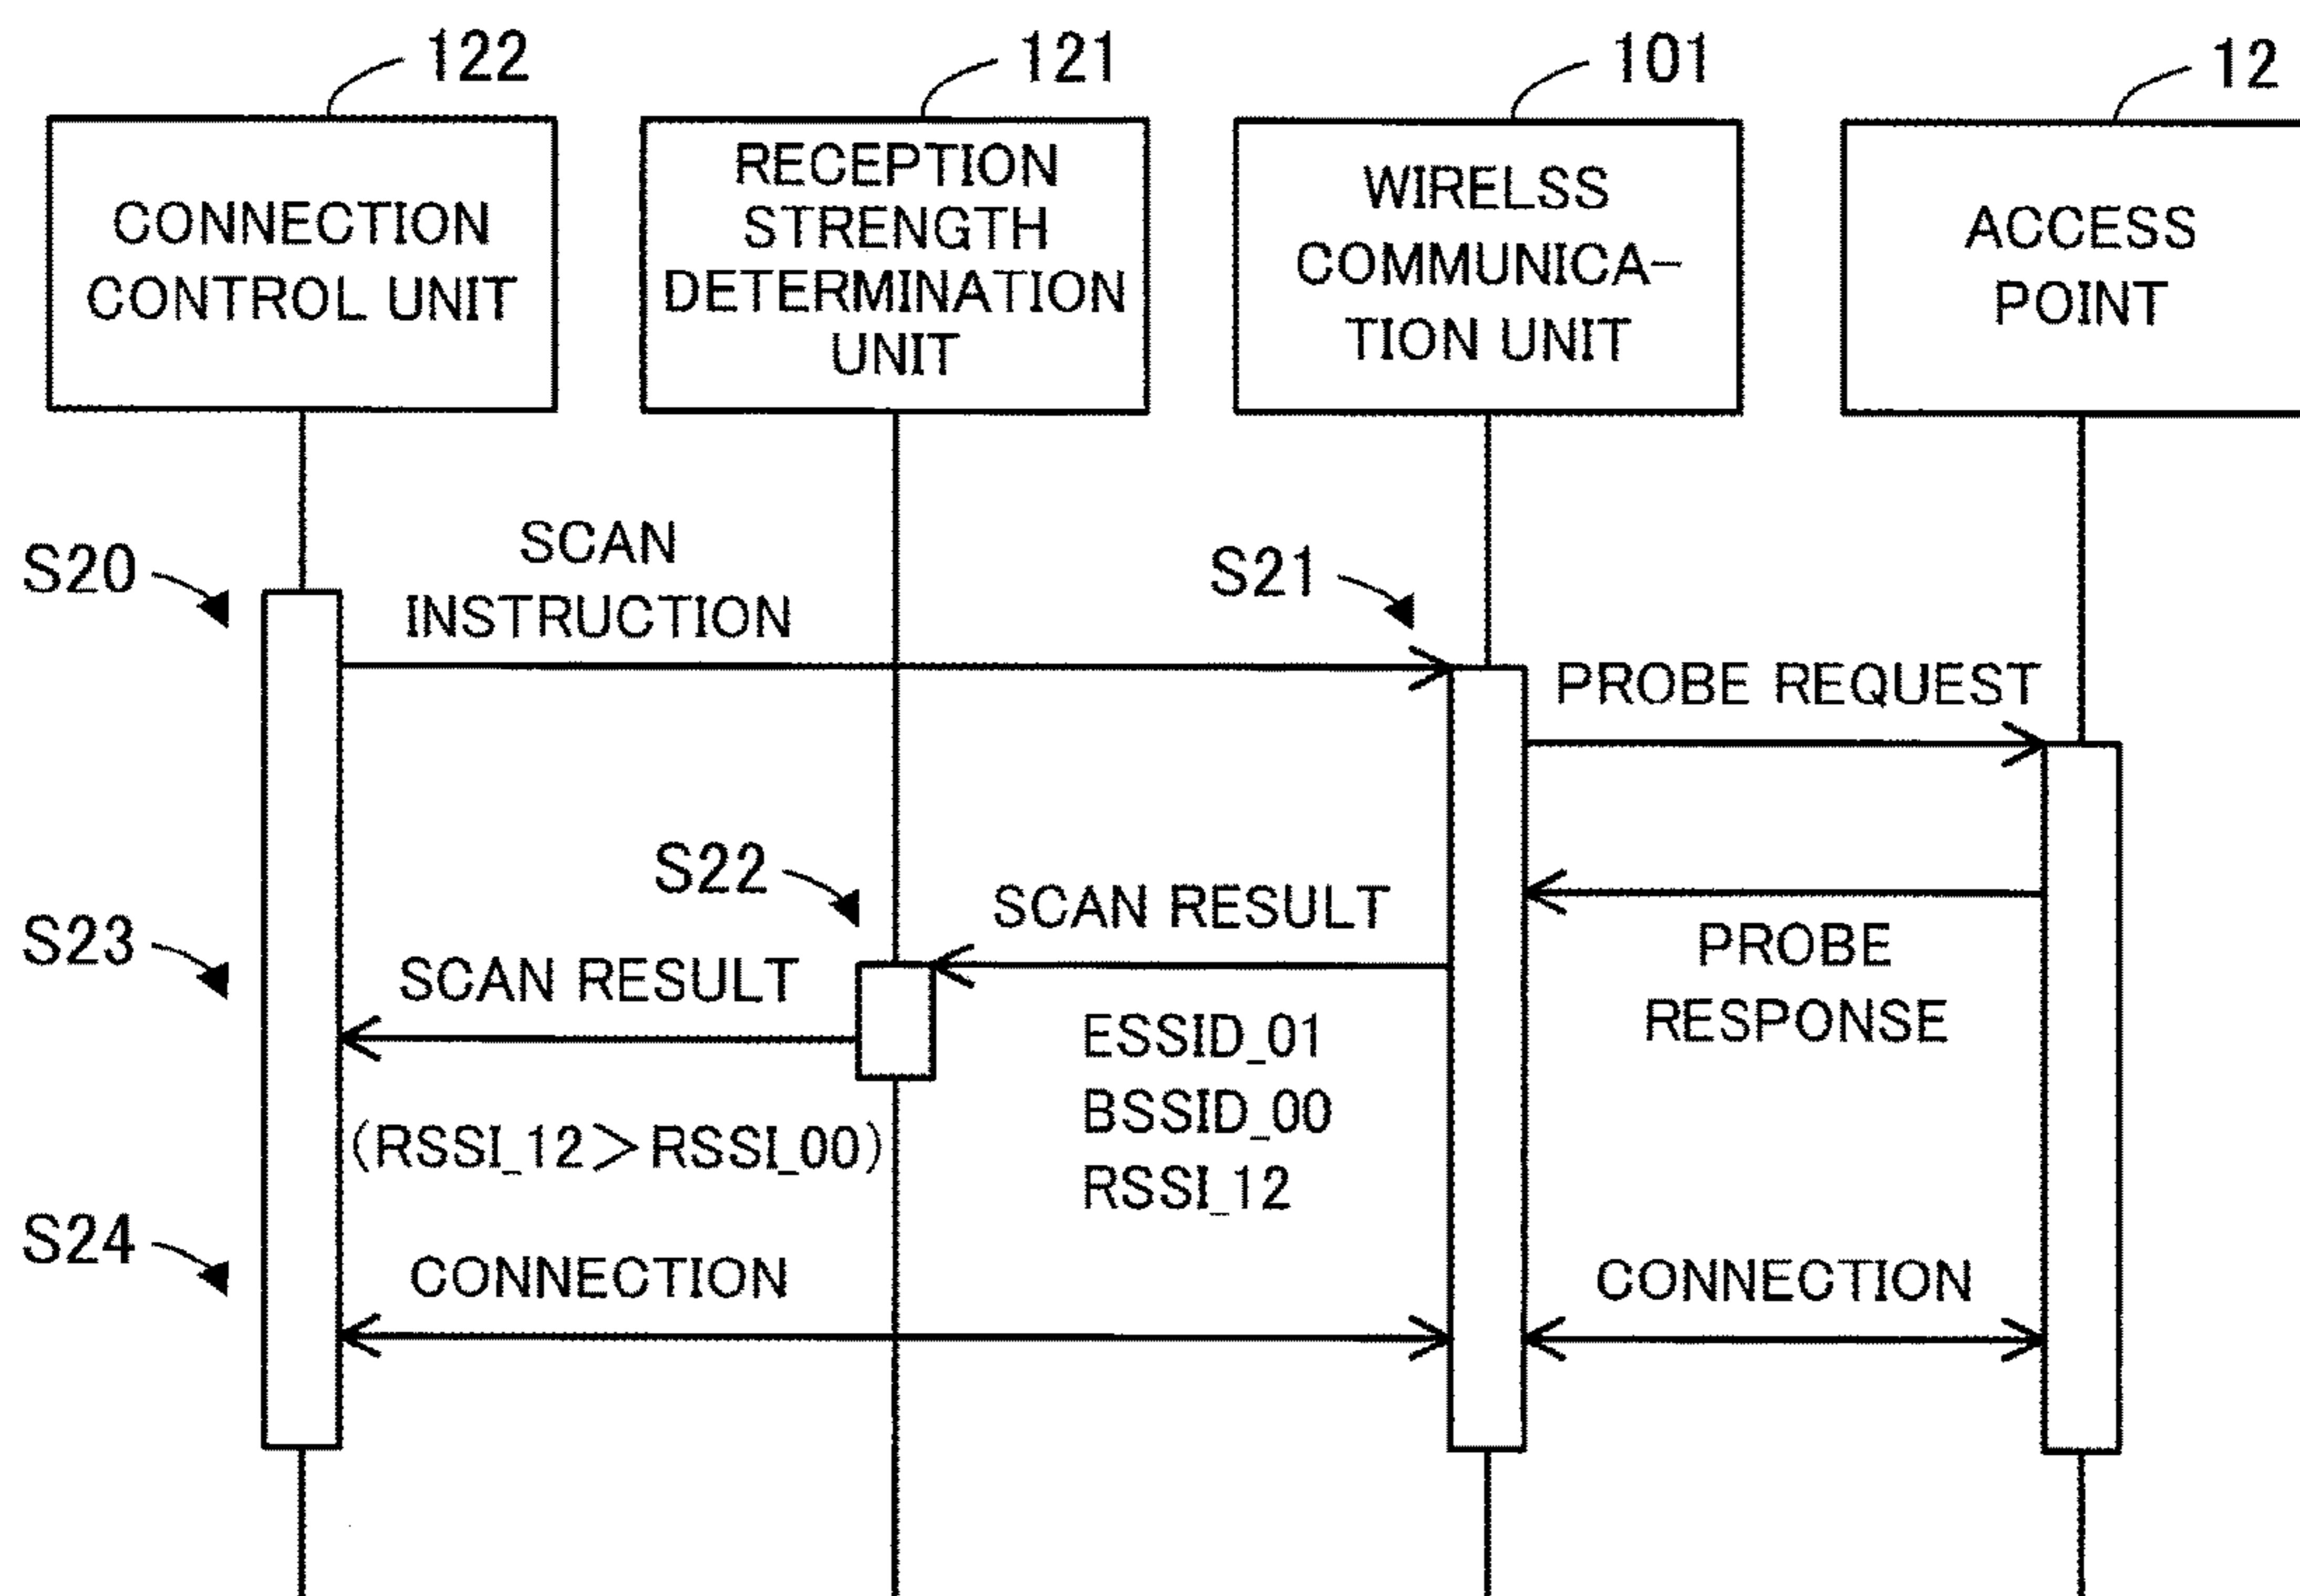 122
121
101
12
CONNECTION
CONTROL UNIT
RECEPTION
STRENGTH
DETERMINATION
UNIT
WIRELSS
COMMUNICA-
TION UNIT
ACCESS
POINT
S20
SCAN
INSTRUCTION
S21
PROBE REQUEST
S22
SCAN RESULT
PROBE
RESPONSE
S23
SCAN RESULT
ESSID_01
BSSID_00
RSSI_12
(RSSI_12>RSSI_00)
S24
CONNECTION
CONNECTION